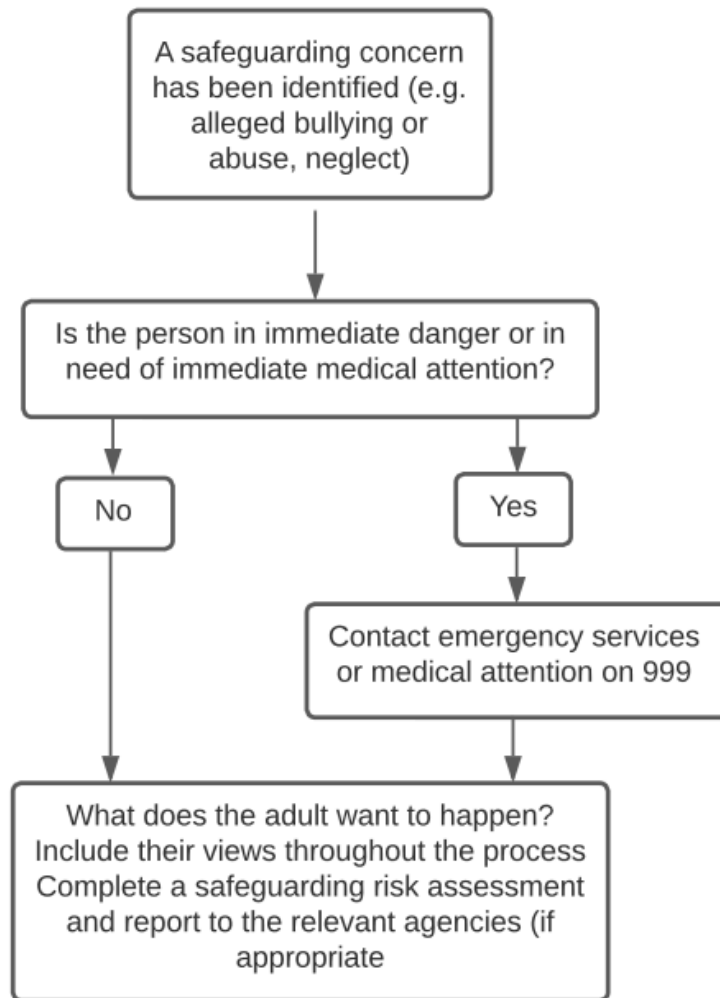 A safeguarding concern
has been identified (e.g.
alleged bullying or
abuse, neglect)
Is the person in immediate danger or in
need of immediate medical attention?
No
Yes
Contact emergency services
or medical attention on 999
What does the adult want to happen?
Include their views throughout the process
Complete a safeguarding risk assessment
and report to the relevant agencies (if
appropriate